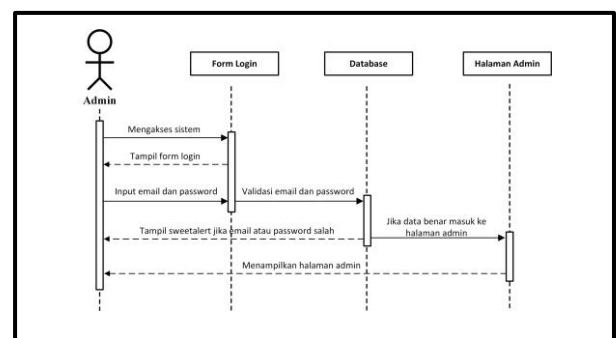 Form Login
Database
Halaman Admin
Admin
Mengakses sistem
Tampil form login
Input email dan password
Validasi email dan password
Jika data benar masuk ke
halaman admin
Tampil sweetalert jika email atau password salah
Menampilkan halaman admin